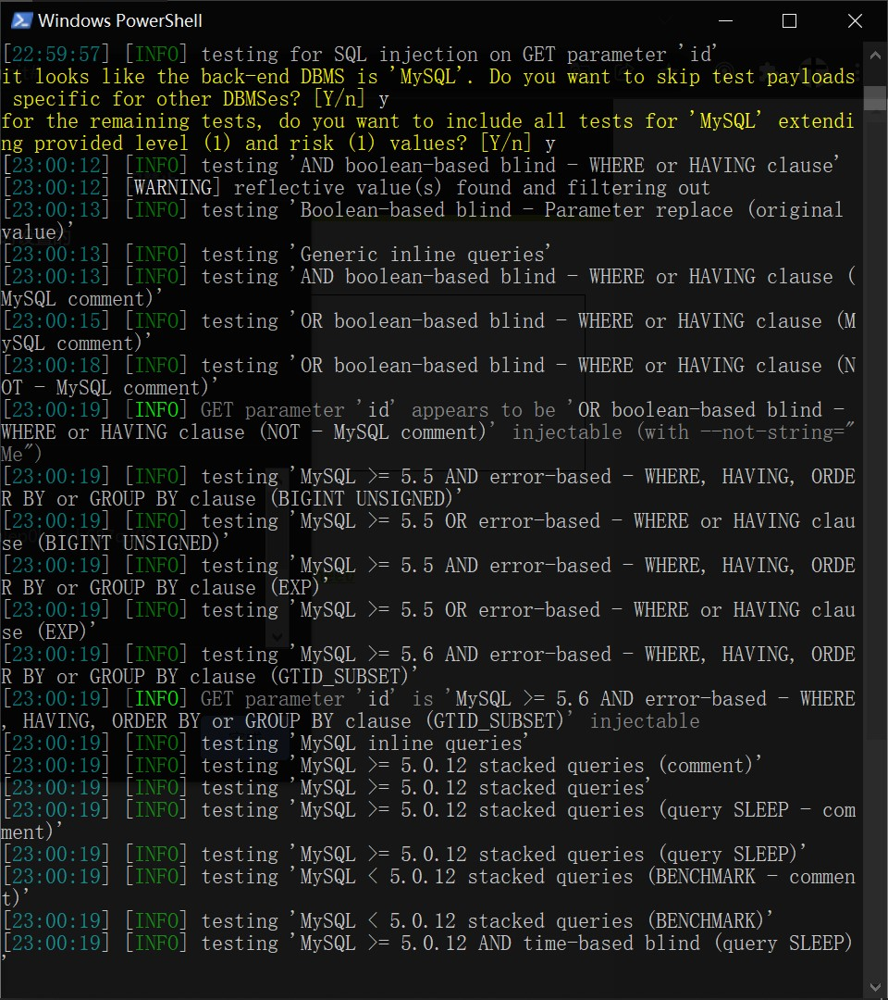 Windows PowerShell
[22:59:57] [INFO] testing for SQL injection on GET parameter 'id'
it looks like the back-end DBMS is 'MySQL'. Do you want to skip test payloads
 specific for other DBMSes? [Y/n] y
for the remaining tests, do you want to include all tests for 'MySQL' extendi
ng provided level (1) and risk (1) values? [Y/n] y
[23:00:12] [INFO] testing 'AND boolean-based blind - WHERE or HAVING clause'
[23:00:12] [WARNING] reflective value(s) found and filtering out
[23:00:13] [INFO] testing 'Boolean-based blind - Parameter replace (original
value)'
[23:00:13] [INFO] testing 'Generic inline queries'
[23:00:13] [INFO] testing 'AND boolean-based blind - WHERE or HAVING clause (
MySQL comment)'
[23:00:15] [INFO] testing 'OR boolean-based blind - WHERE or HAVING clause (M
ySQL comment)'
[23:00:18] [INFO] testing 'OR boolean-based blind - WHERE or HAVING clause (N
OT - MySQL comment)'
[23:00:19] [INFO] GET parameter 'id' appears to be 'OR boolean-based blind -
WHERE or HAVING clause (NOT - MySQL comment)' injectable (with --not-string="
Me")
[23:00:19] [INFO] testing 'MySQL >= 5.5 AND error-based - WHERE, HAVING, ORDE
R BY or GROUP BY clause (BIGINT UNSIGNED)'
[23:00:19] [INFO] testing 'MySQL >= 5.5 OR error-based - WHERE or HAVING clau
se (BIGINT UNSIGNED)'
[23:00:19] [INFO] testing 'MySQL >= 5.5 AND error-based - WHERE, HAVING, ORDE
R BY or GROUP BY clause (EXP)'
[23:00:19] [INFO] testing 'MySQL >= 5.5 OR error-based - WHERE or HAVING clau
se (EXP)'
[23:00:19] [INFO] testing 'MySQL >= 5.6 AND error-based - WHERE, HAVING, ORDE
R BY or GROUP BY clause (GTID_SUBSET)'
[23:00:19] [INFO] GET parameter 'id' is 'MySQL >= 5.6 AND error-based - WHERE
, HAVING, ORDER BY or GROUP BY clause (GTID_SUBSET)' injectable
[23:00:19] [INFO] testing 'MySQL inline queries'
[23:00:19] [INFO] testing 'MySQL >= 5.0.12 stacked queries (comment)'
[23:00:19] [INFO] testing 'MySQL >= 5.0.12 stacked queries'
[23:00:19] [INFO] testing 'MySQL >= 5.0.12 stacked queries (query SLEEP - com
ment)'
[23:00:19] [INFO] testing 'MySQL >= 5.0.12 stacked queries (query SLEEP)'
[23:00:19] [INFO] testing 'MySQL < 5.0.12 stacked queries (BENCHMARK - commen
t)'
[23:00:19] [INFO] testing 'MySQL < 5.0.12 stacked queries (BENCHMARK)'
[23:00:19] [INFO] testing 'MySQL >= 5.0.12 AND time-based blind (query SLEEP)
'